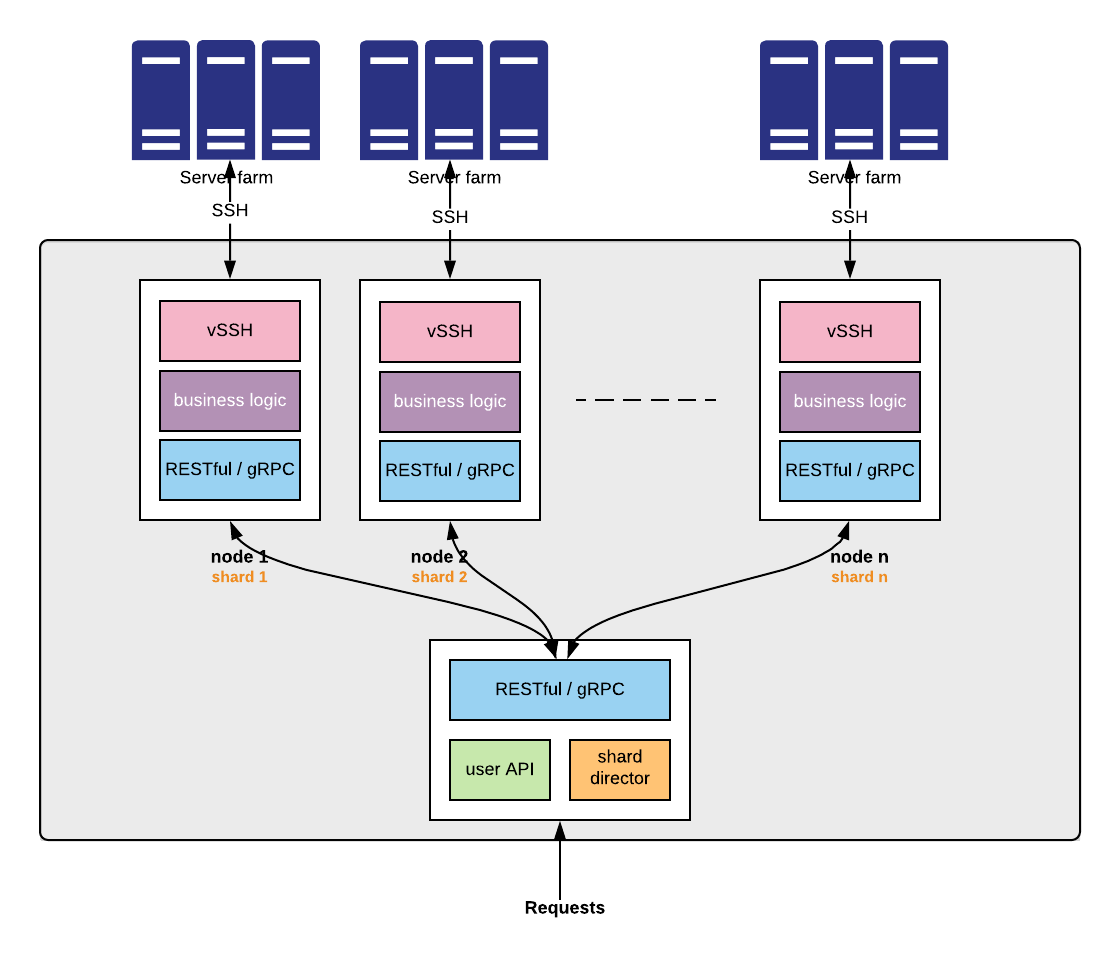 Server farm
Server farm
Server farm
SSH
SSH
SSH
vSSH
vSSH
vSSH
business logic
business logic
business logic
RESTful / gRPC
RESTful / gRPC
RESTful / gRPC
node 1
shard 1
node 2
shard 2
node n
shard n
RESTful / gRPC
user API
shard
director
Requests